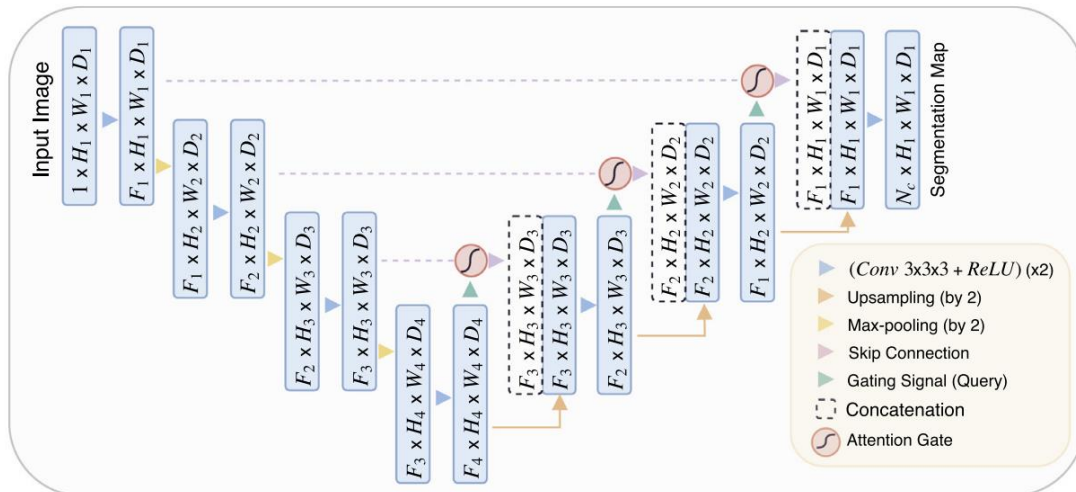 Input Image
1 x H₁ x W₁ x D₁
F₁ x H₁ x W₁ x D₁
F₁ x H₂ x W₂ x D₂
F₂ x H₂ x W₂ x D₂
F₂ x H₃ x W₃ x D₃
F₃ x H₃ x W₃ x D₃
F₃ x H₄ x W₄ x D₄
F₄ x H₄ x W₄ x D₄
F₃ x H₃ x W₃ x D₃
F₃ x H₃ x W₃ x D₃
F₂ x H₃ x W₃ x D₃
F₂ x H₂ x W₂ x D₂
F₂ x H₂ x W₂ x D₂
F₁ x H₂ x W₂ x D₂
F₁ x H₁ x W₁ x D₁
F₁ x H₁ x W₁ x D₁
N꜀ x H₁ x W₁ x D₁
Segmentation Map
(Conv 3x3x3 + ReLU) (x2)
Upsampling (by 2)
Max-pooling (by 2)
Skip Connection
Gating Signal (Query)
Concatenation
Attention Gate